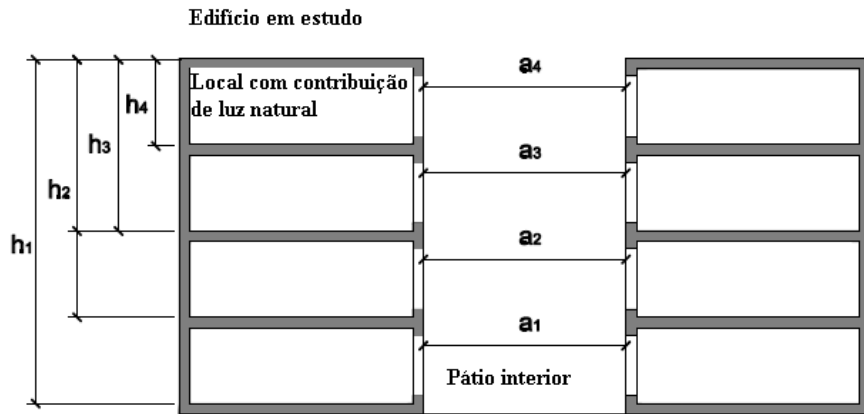 Edifício em estudo
Local com contribuição
de luz natural
a4
h4
h3
a3
h2
h1
a2
a1
Pátio interior